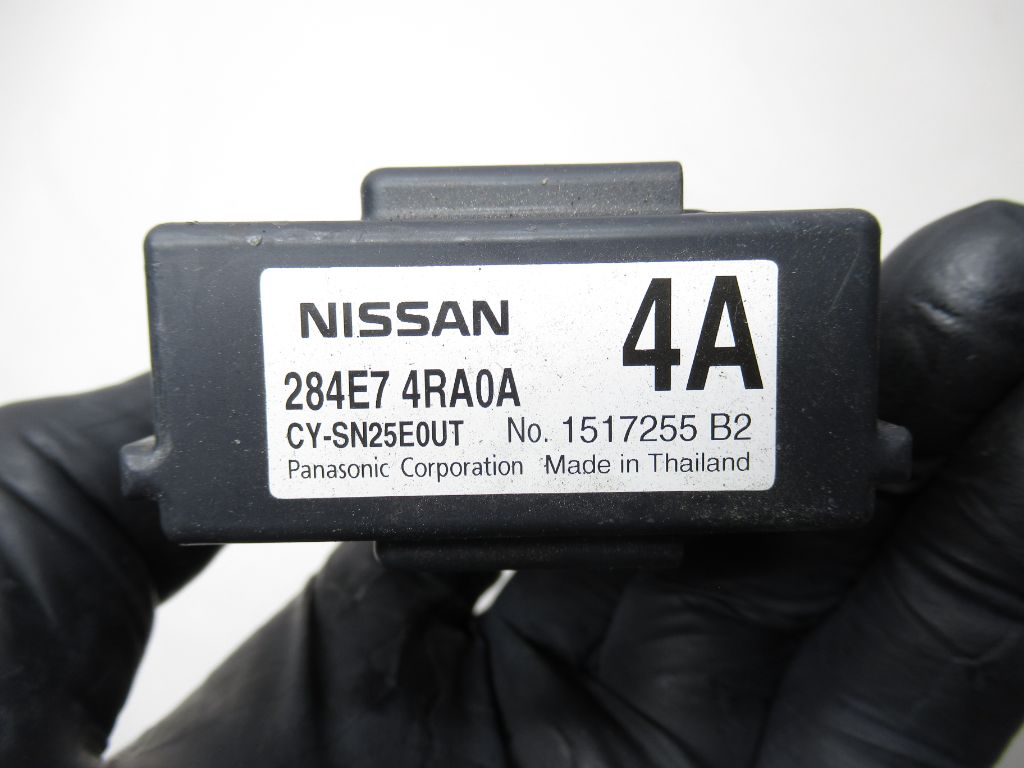 NISSAN 4A
284E7 4RA0A
CY-SN25E0UT No. 1517255 B2
Panasonic Corporation Made in Thailand